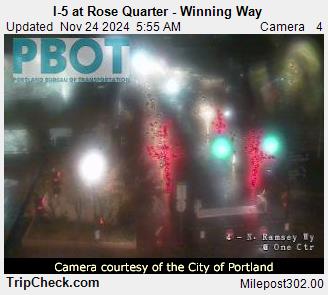 I-5 at Rose Quarter - Winning Way
Updated Nov 24 2024 5:55 AM Camera 4
PBOT
PORTLAND BUREAU OF TRANSPORTATION
4 - N. Ramsey Wy
@ One Ctr
Camera courtesy of the City of Portland
TripCheck.com Milepost302.00